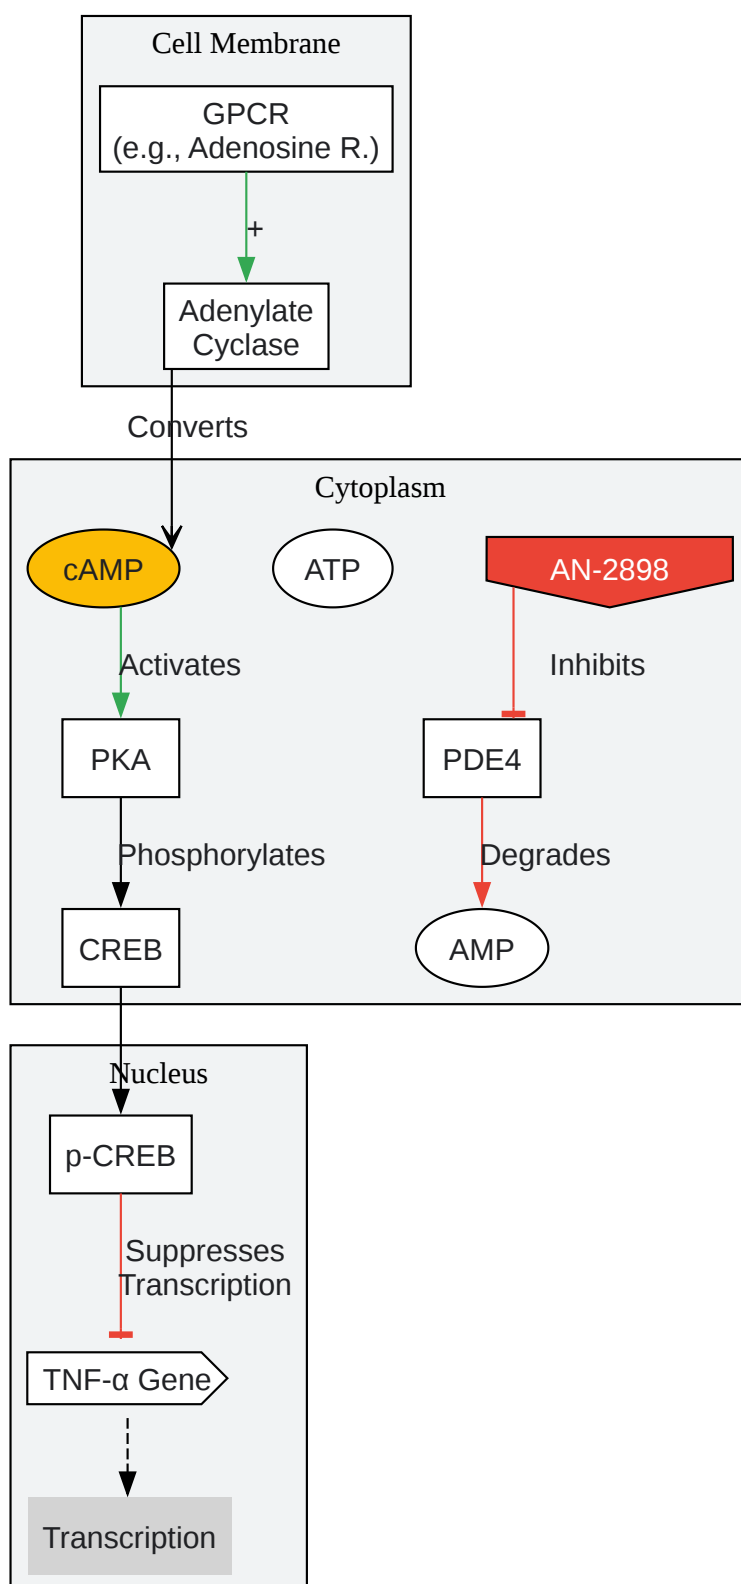 Cell Membrane
GPCR
(e.g., Adenosine R.)
+
Adenylate
Cyclase
Converts
Cytoplasm
cAMP
ATP
AN-2898
Activates
Inhibits
PKA
PDE4
Phosphorylates
Degrades
CREB
AMP
Nucleus
p-CREB
Suppresses
Transcription
TNF-α Gene
Transcription